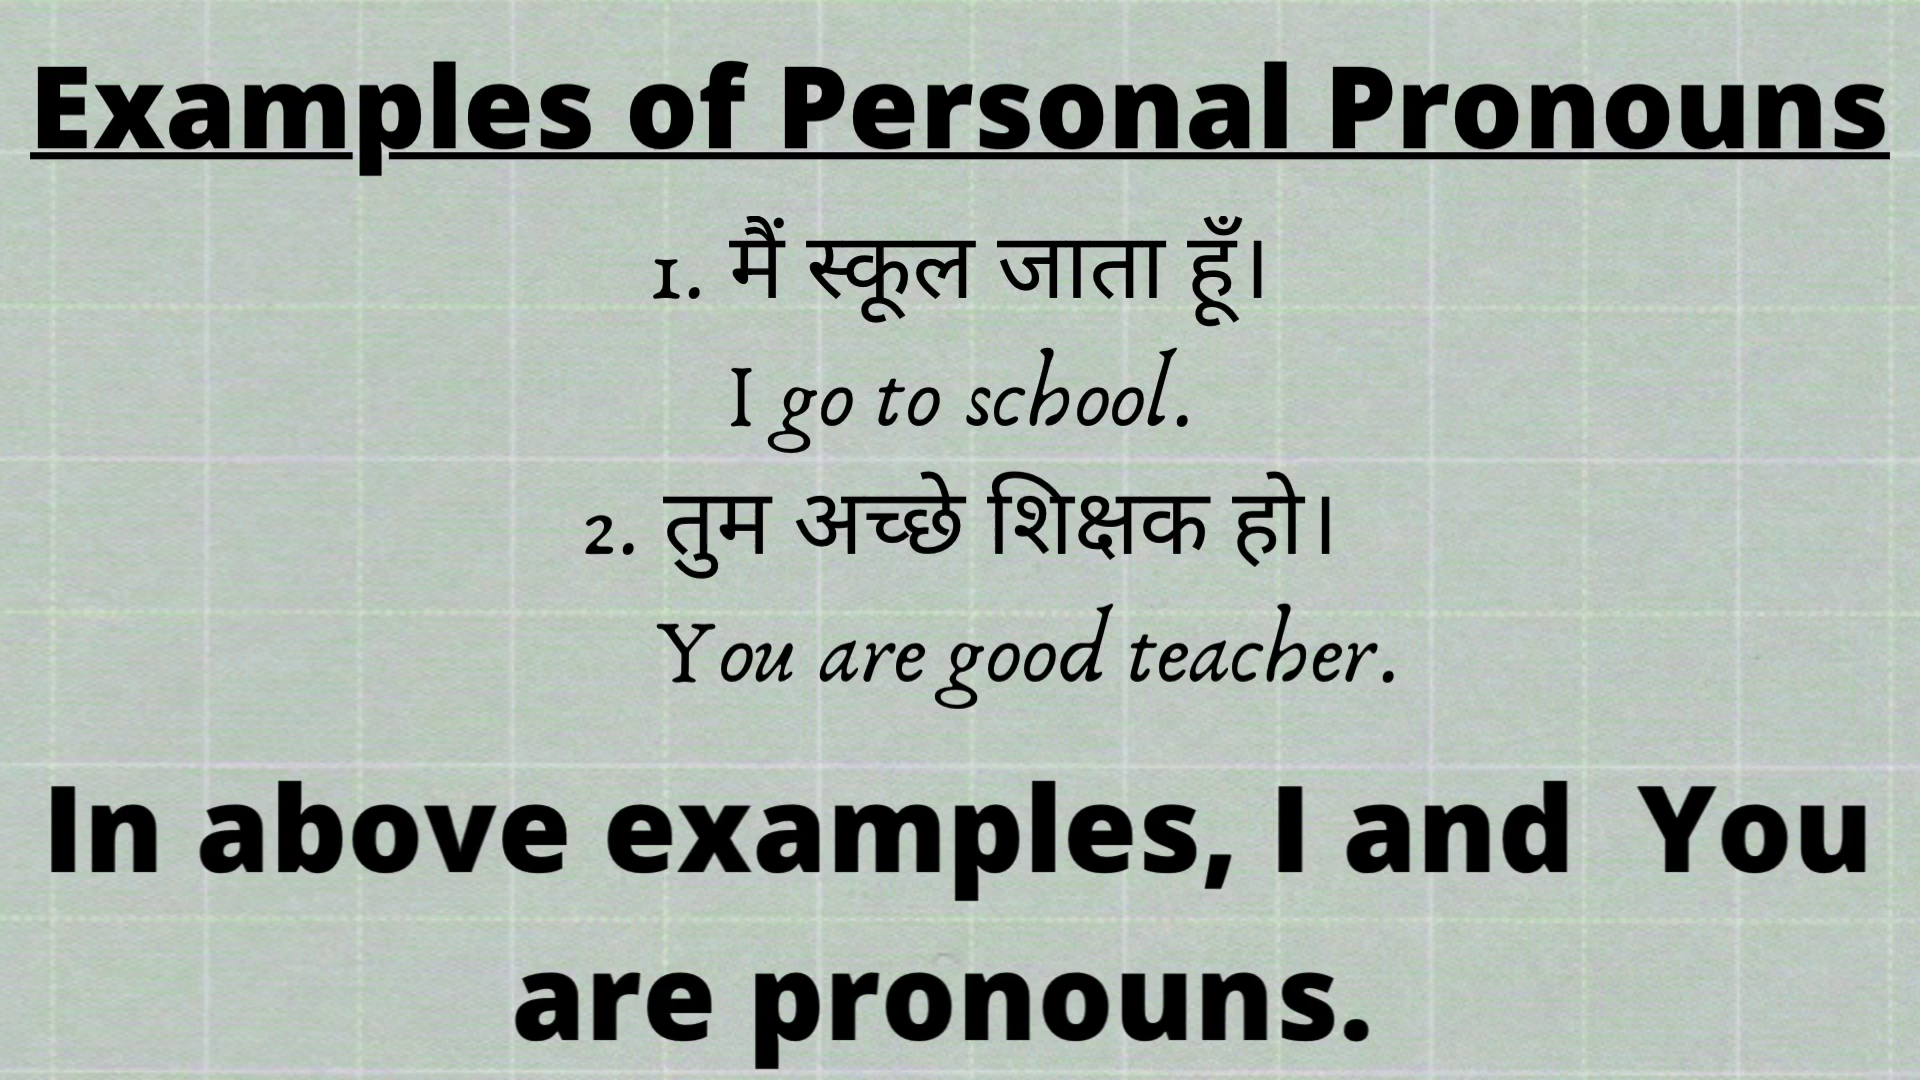 Examples of Personal Pronouns
1. मैं स्कूल जाता हूँ।
I go to school.
2. तुम अच्छे शिक्षक हो।
You are good teacher.
In above examples, I and You
are pronouns.